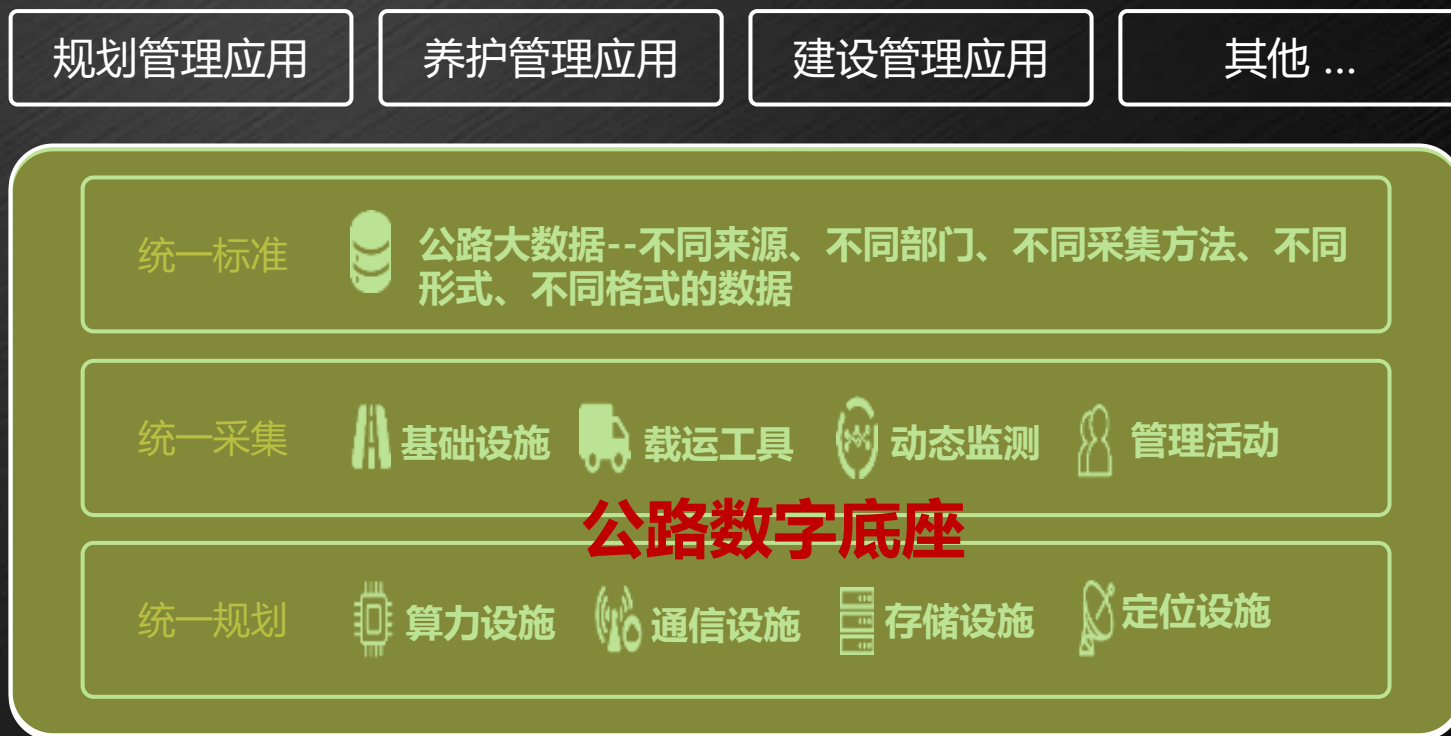 规划管理应用
养护管理应用
建设管理应用
其他 ...
统一标准
公路大数据--不同来源、不同部门、不同采集方法、不同
形式、不同格式的数据
统一采集
基础设施
载运工具
动态监测
管理活动
公路数字底座
统一规划
算力设施
通信设施
存储设施
定位设施